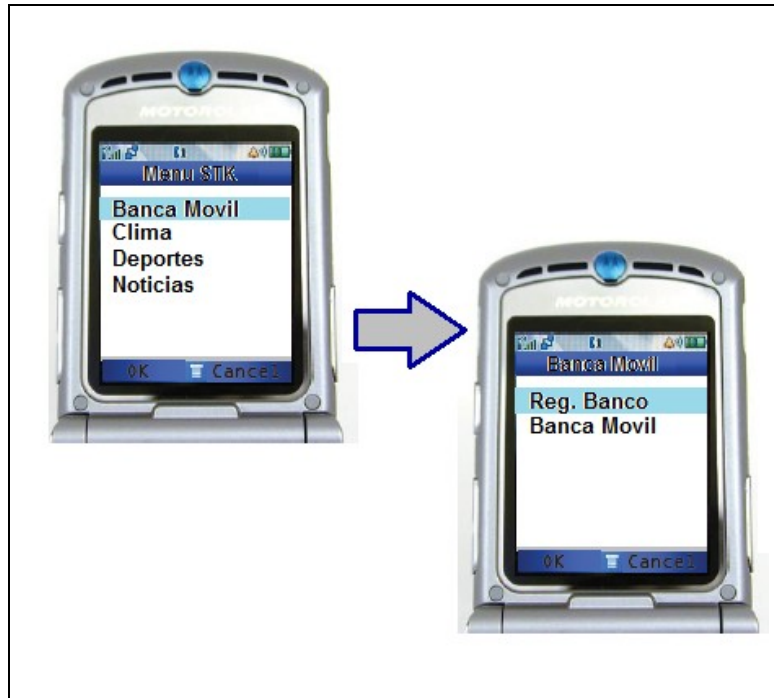 MOTOROLA
Menu STK
Banca Movil
Clima
Deportes
Noticias
OK Cancel
MOTOROLA
Banca Movil
Reg. Banco
Banca Movil
OK Cancel